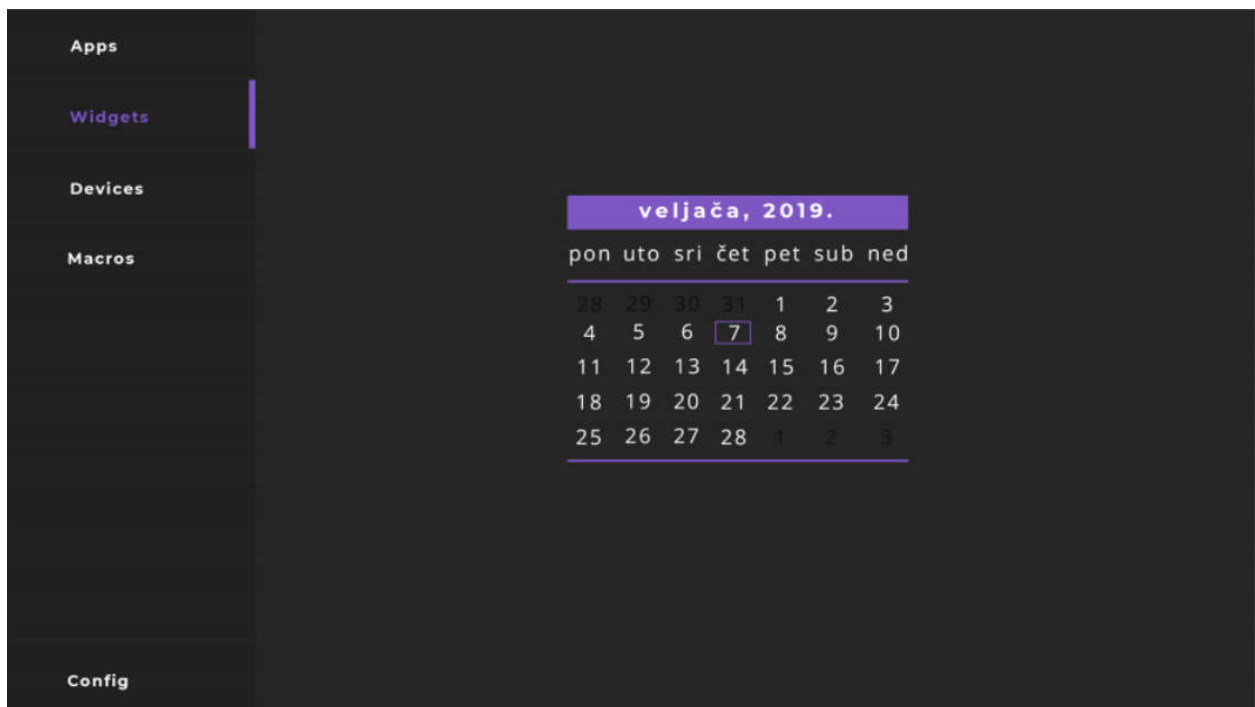 Apps
Widgets
Devices
Macros
Config
veljača, 2019.
pon uto sri čet pet sub ned
28 29 30 31 1 2 3
4 5 6 7 8 9 10
11 12 13 14 15 16 17
18 19 20 21 22 23 24
25 26 27 28 1 2 3